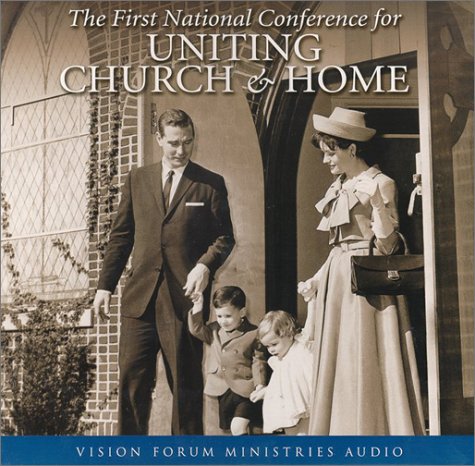 The First National Conference for
UNITING
CHURCH & HOME
VISION FORUM MINISTRIES AUDIO